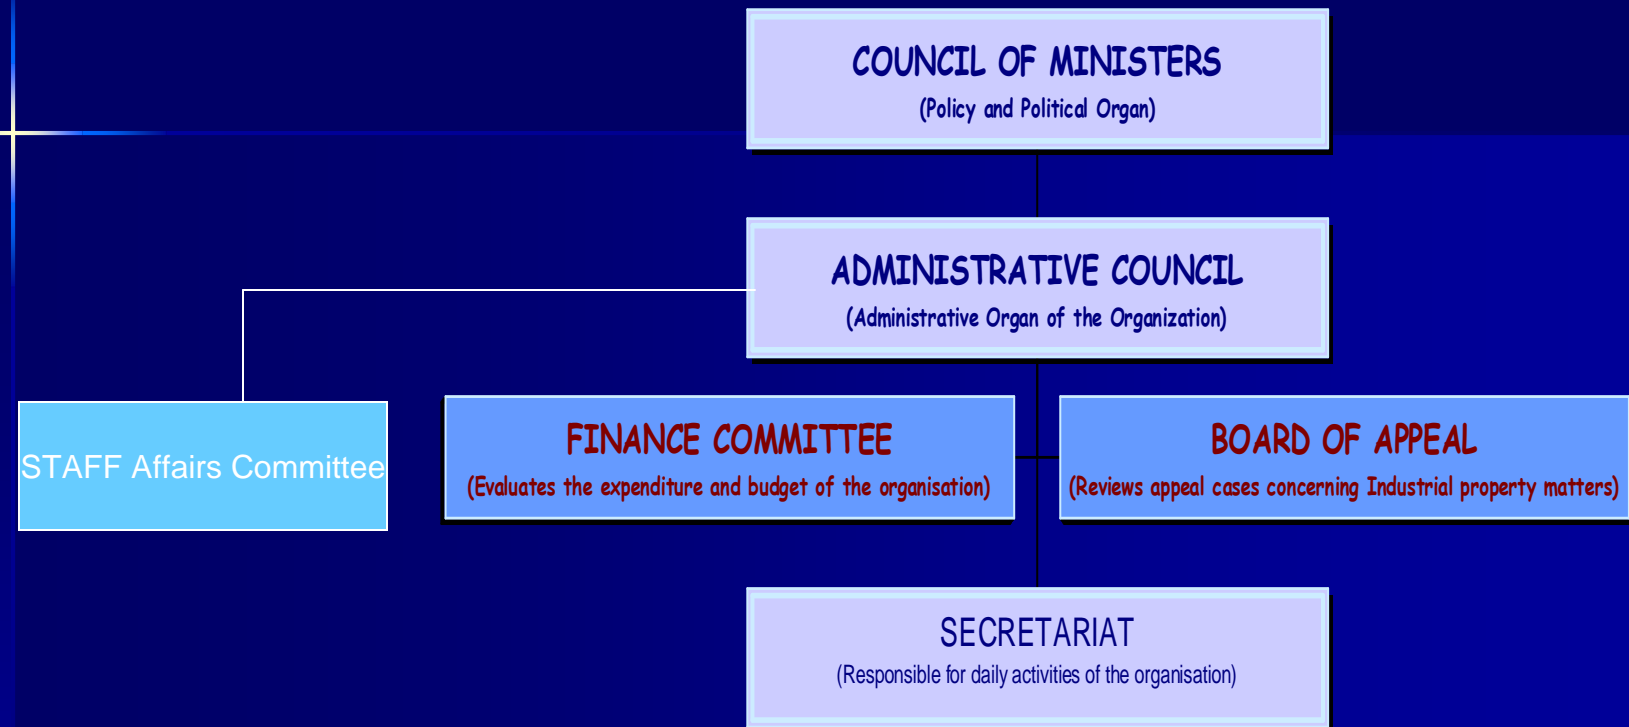 COUNCIL OF MINISTERS
(Policy and Political Organ)
ADMINISTRATIVE COUNCIL
(Administrative Organ of the Organization)
STAFF Affairs Committee
FINANCE COMMITTEE
(Evaluates the expenditure and budget of the organisation)
BOARD OF APPEAL
(Reviews appeal cases concerning Industrial property matters)
SECRETARIAT
(Responsible for daily activities of the organisation)